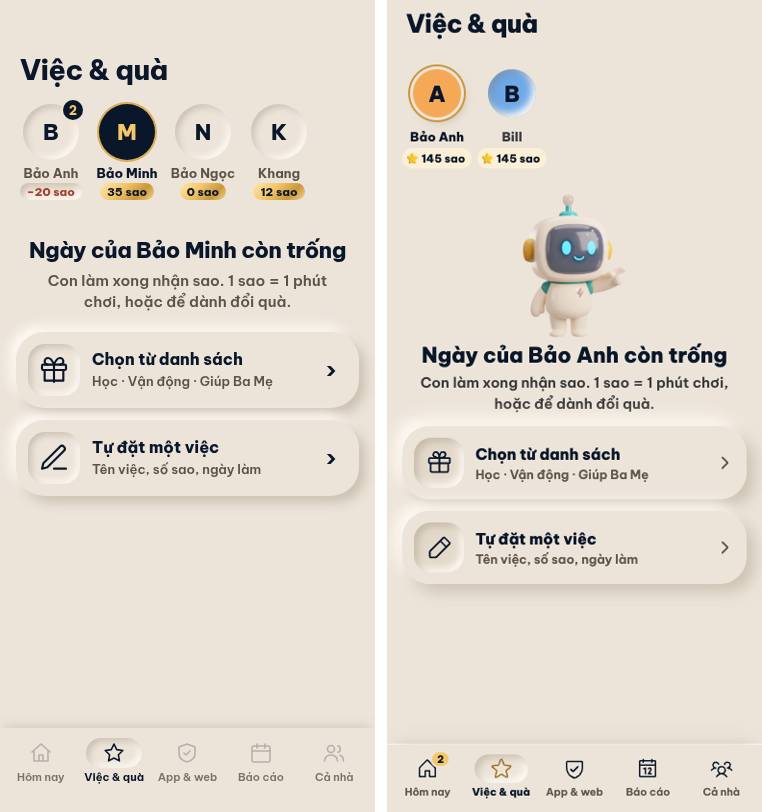 Việc & quà
B
2
M
N
K
Bảo Anh
Bảo Minh
Bảo Ngọc
Khang
-20 sao
35 sao
0 sao
12 sao
Ngày của Bảo Minh còn trống
Con làm xong nhận sao. 1 sao = 1 phút
chơi, hoặc để dành đổi quà.
Chọn từ danh sách
Học · Vận động · Giúp Ba Mẹ
Tự đặt một việc
Tên việc, số sao, ngày làm
Hôm nay
Việc & quà
App & web
Báo cáo
Cả nhà
Việc & quà
A
B
Bảo Anh
Bill
145 sao
145 sao
Ngày của Bảo Anh còn trống
Con làm xong nhận sao. 1 sao = 1 phút chơi,
hoặc để dành đổi quà.
Chọn từ danh sách
Học · Vận động · Giúp Ba Mẹ
Tự đặt một việc
Tên việc, số sao, ngày làm
2
12
Hôm nay
Việc & quà
App & web
Báo cáo
Cả nhà